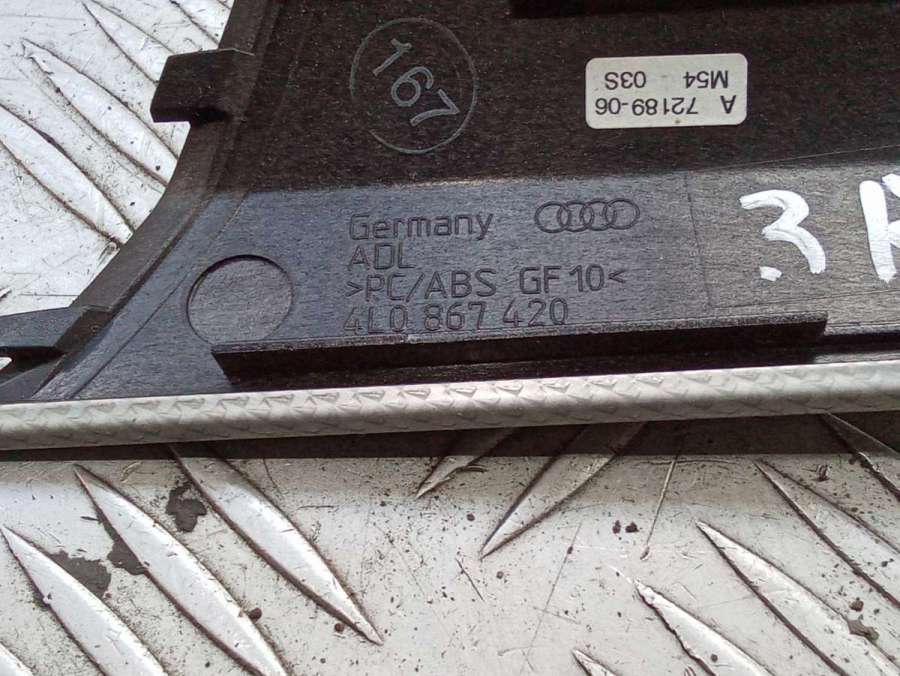 167
A 72189-06
M54 03S
Germany
ADL
>PC/ABS GF10<
4L0 867 420
3